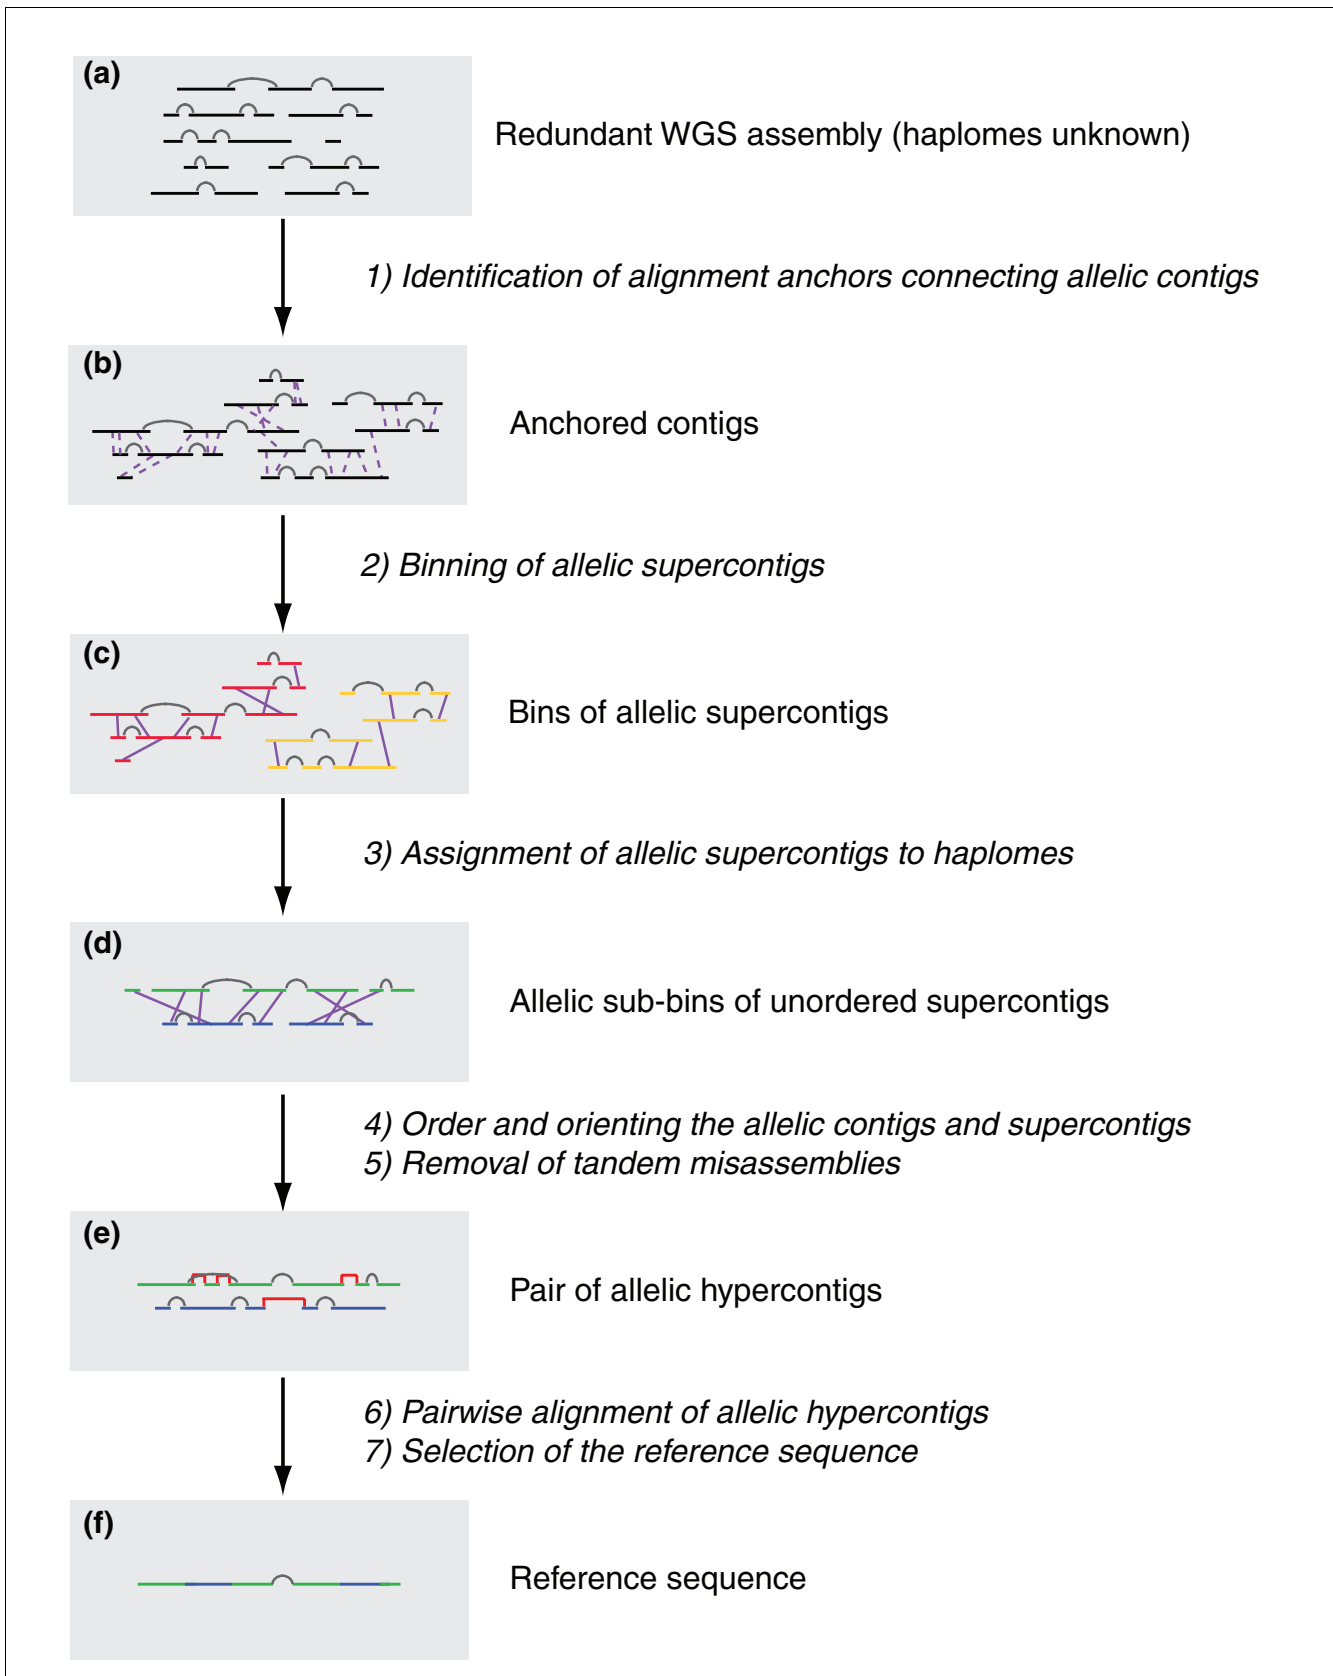 (a)
Redundant WGS assembly (haplomes unknown)
1) Identification of alignment anchors connecting allelic contigs
(b)
Anchored contigs
2) Binning of allelic supercontigs
(c)
Bins of allelic supercontigs
3) Assignment of allelic supercontigs to haplomes
(d)
Allelic sub-bins of unordered supercontigs
4) Order and orienting the allelic contigs and supercontigs
5) Removal of tandem misassemblies
(e)
Pair of allelic hypercontigs
6) Pairwise alignment of allelic hypercontigs
7) Selection of the reference sequence
(f)
Reference sequence